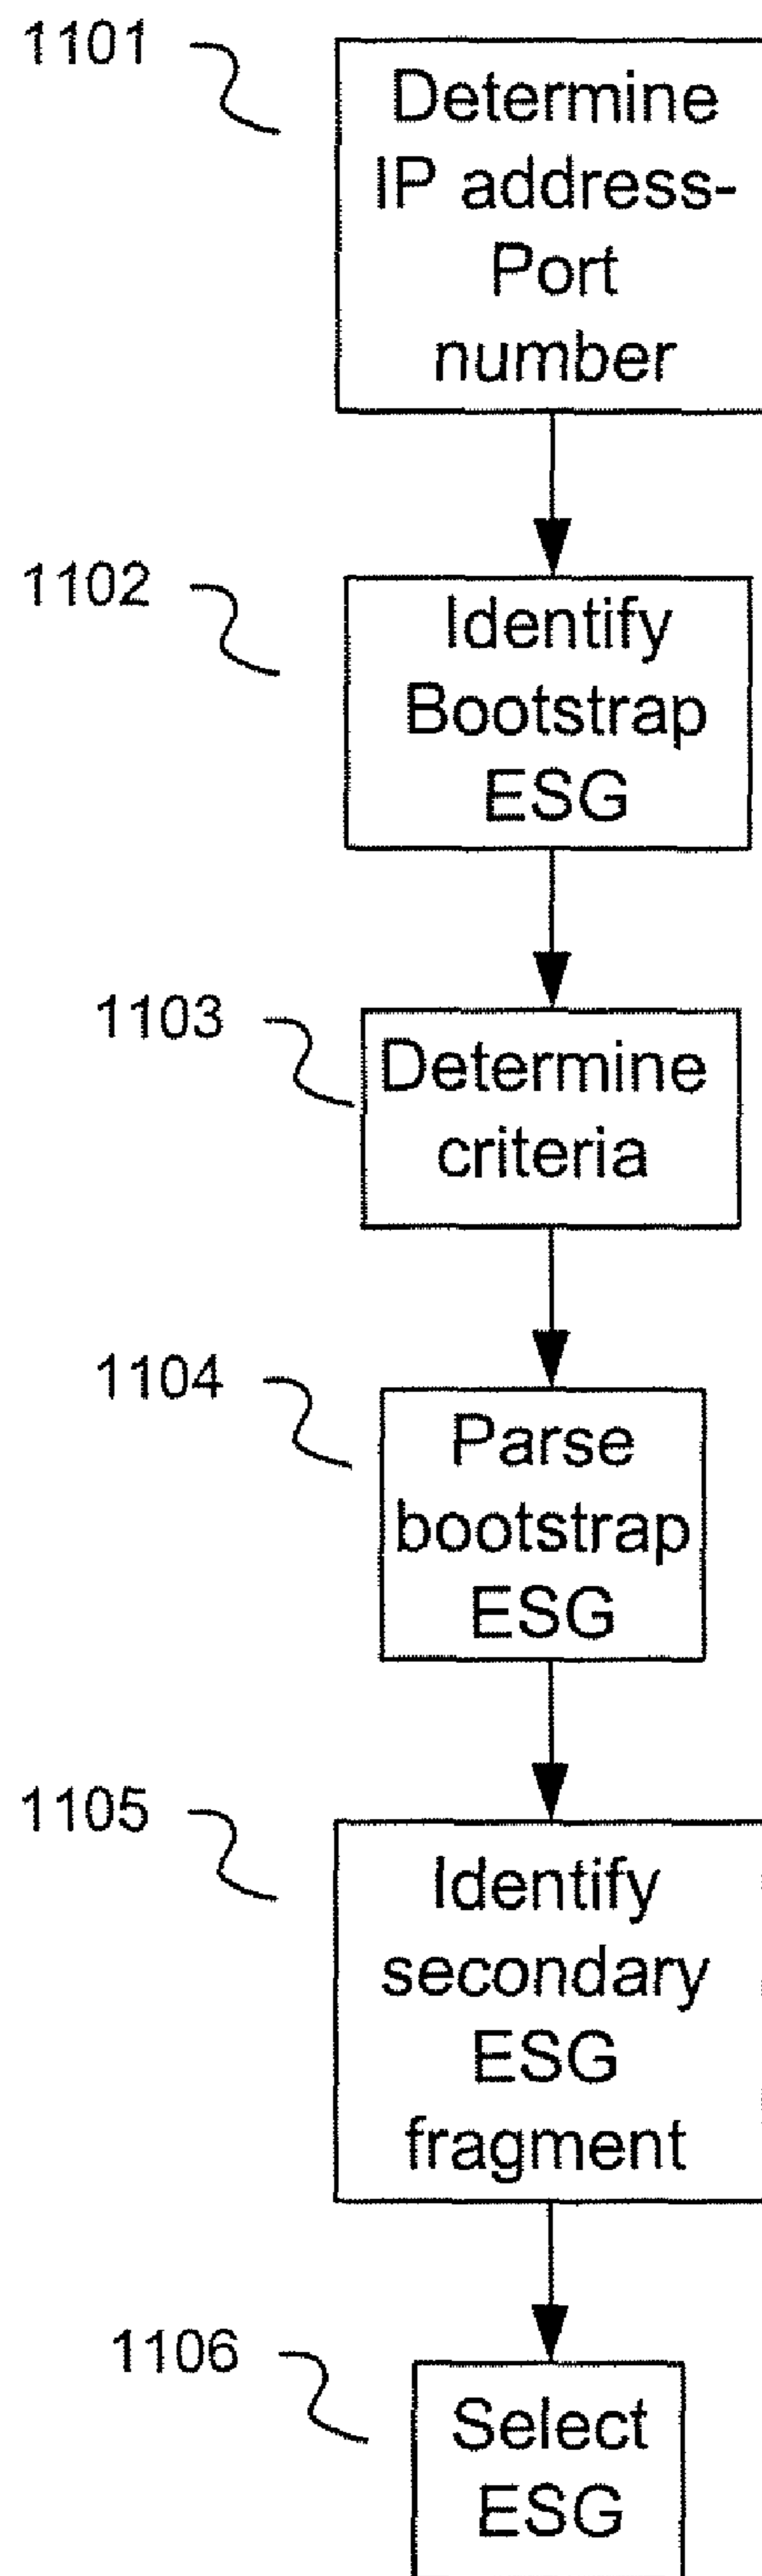 1101
Determine
IP address-
Port
number
1102
Identify
Bootstrap
ESG
1103
Determine
criteria
1104
Parse
bootstrap
ESG
1105
Identify
secondary
ESG
fragment
1106
Select
ESG